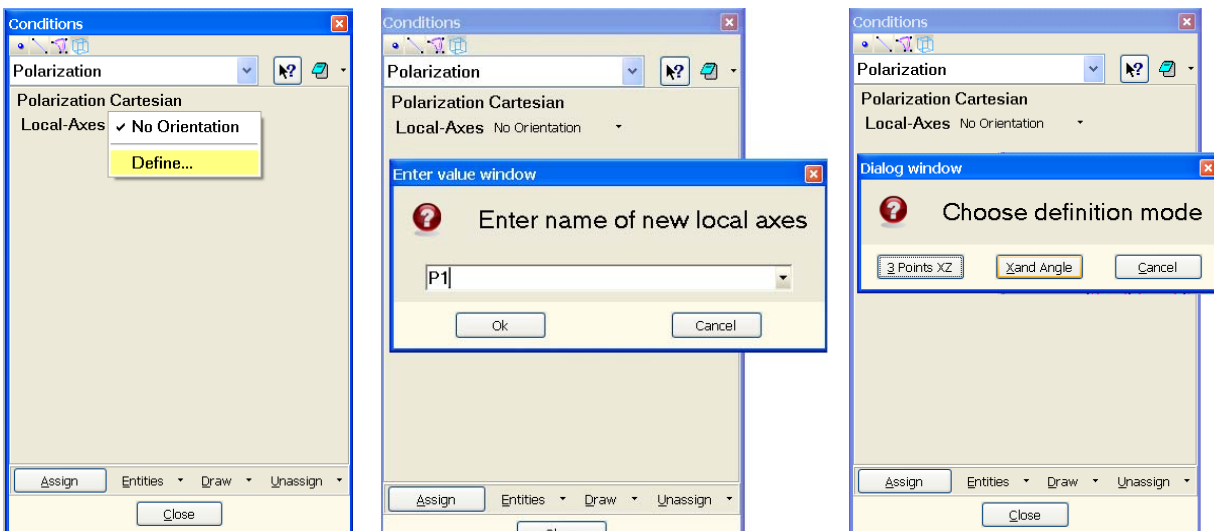 Conditions
Polarization
Polarization Cartesian
Local-Axes
No Orientation
Define...
Assign Entities Draw Unassign
Close
Conditions
Polarization
Polarization Cartesian
Local-Axes No Orientation
Enter value window
Enter name of new local axes
P1
Ok Cancel
Assign Entities Draw Unassign
Conditions
Polarization
Polarization Cartesian
Local-Axes No Orientation
Dialog window
Choose definition mode
3 Points XZ Xand Angle Cancel
Assign Entities Draw Unassign
Close